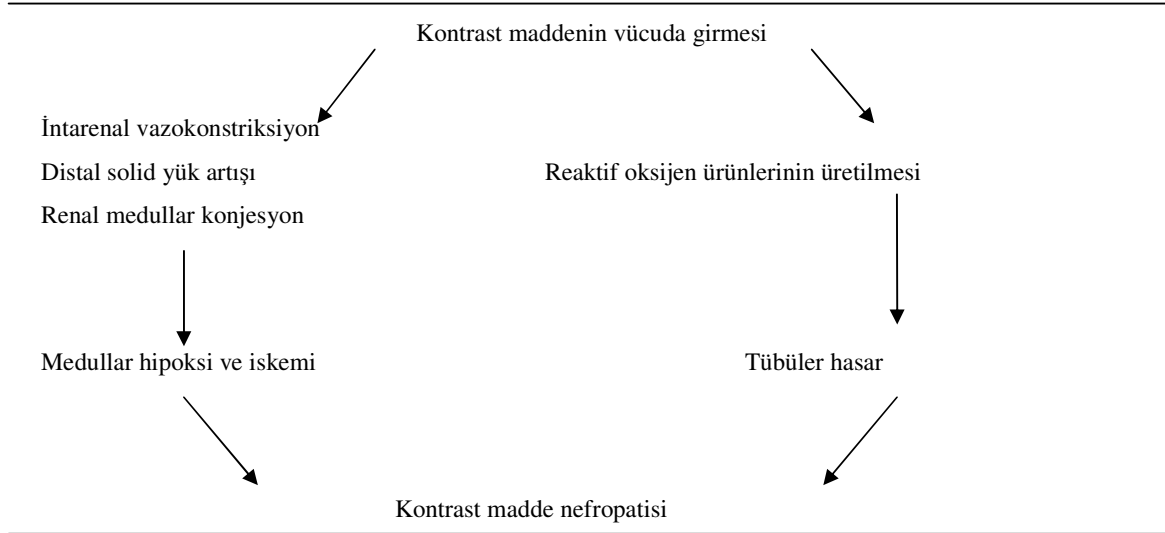 Kontrast maddenin vücuda girmesi
İntarenal vazokonstriksiyon
Distal solid yük artışı
Reaktif oksijen ürünlerinin üretilmesi
Renal medullar konjesyon
Medullar hipoksi ve iskemi
Tübüler hasar
Kontrast madde nefropatisi